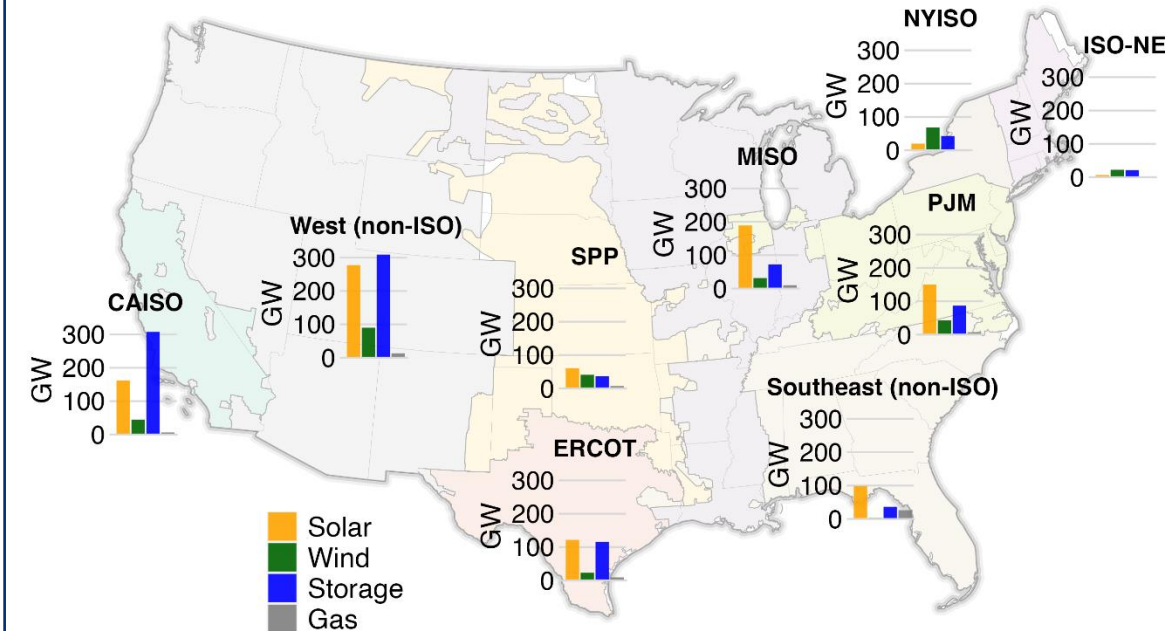 NYISO
300
200
100
0
GW
ISO-NE
300
200
100
0
GW
MISO
300
200
100
0
GW
PJM
300
200
100
0
GW
West (non-ISO)
300
200
100
0
GW
SPP
300
200
100
0
GW
CAISO
300
200
100
0
GW
Southeast (non-ISO)
300
200
100
0
GW
ERCOT
300
200
100
0
GW
Solar
Wind
Storage
Gas